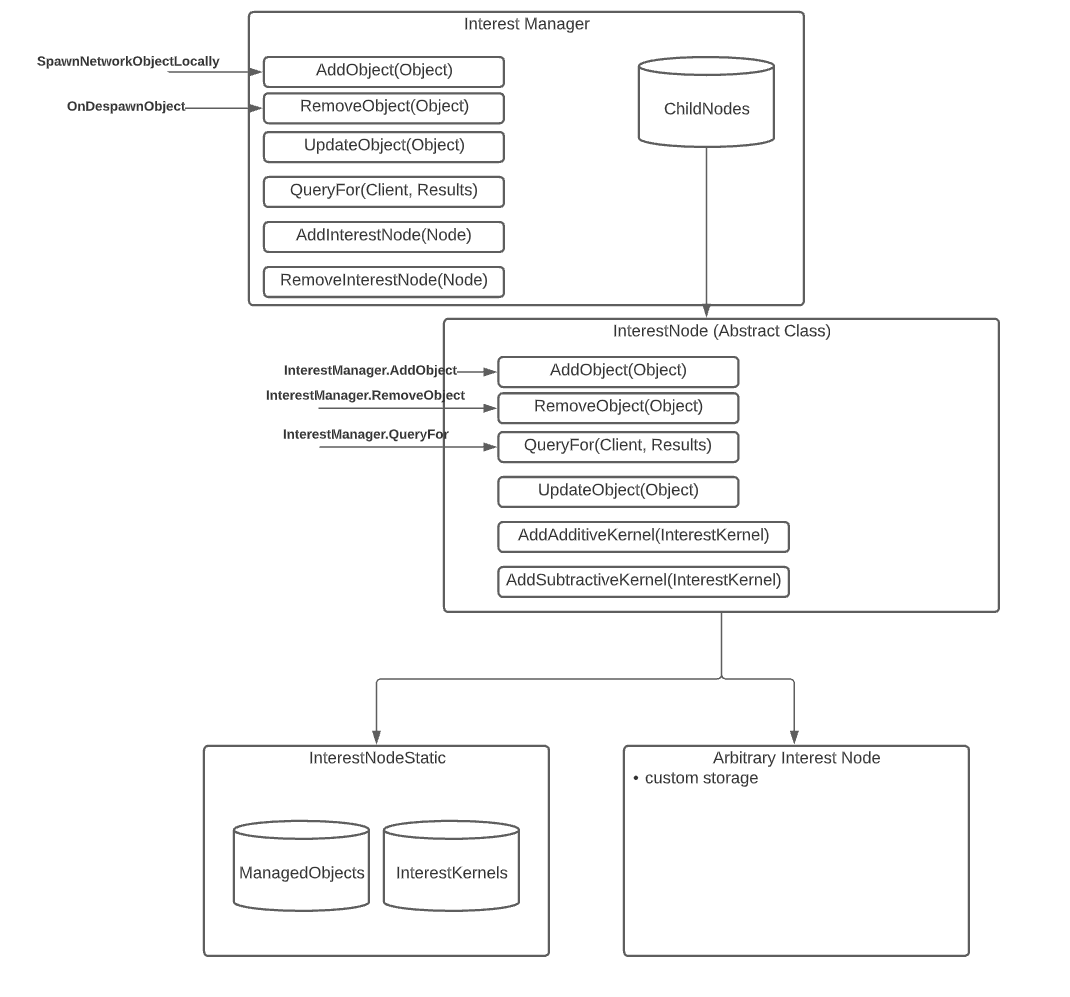 Interest Manager
SpawnNetworkObjectLocally
AddObject(Object)
OnDespawnObject
RemoveObject(Object)
ChildNodes
UpdateObject(Object)
QueryFor(Client, Results)
AddInterestNode(Node)
RemoveInterestNode(Node)
InterestNode (Abstract Class)
InterestManager.AddObject
AddObject(Object)
InterestManager.RemoveObject
RemoveObject(Object)
InterestManager.QueryFor
QueryFor(Client, Results)
UpdateObject(Object)
AddAdditiveKernel(InterestKernel)
AddSubtractiveKernel(InterestKernel)
InterestNodeStatic
ManagedObjects
InterestKernels
Arbitrary Interest Node
• custom storage